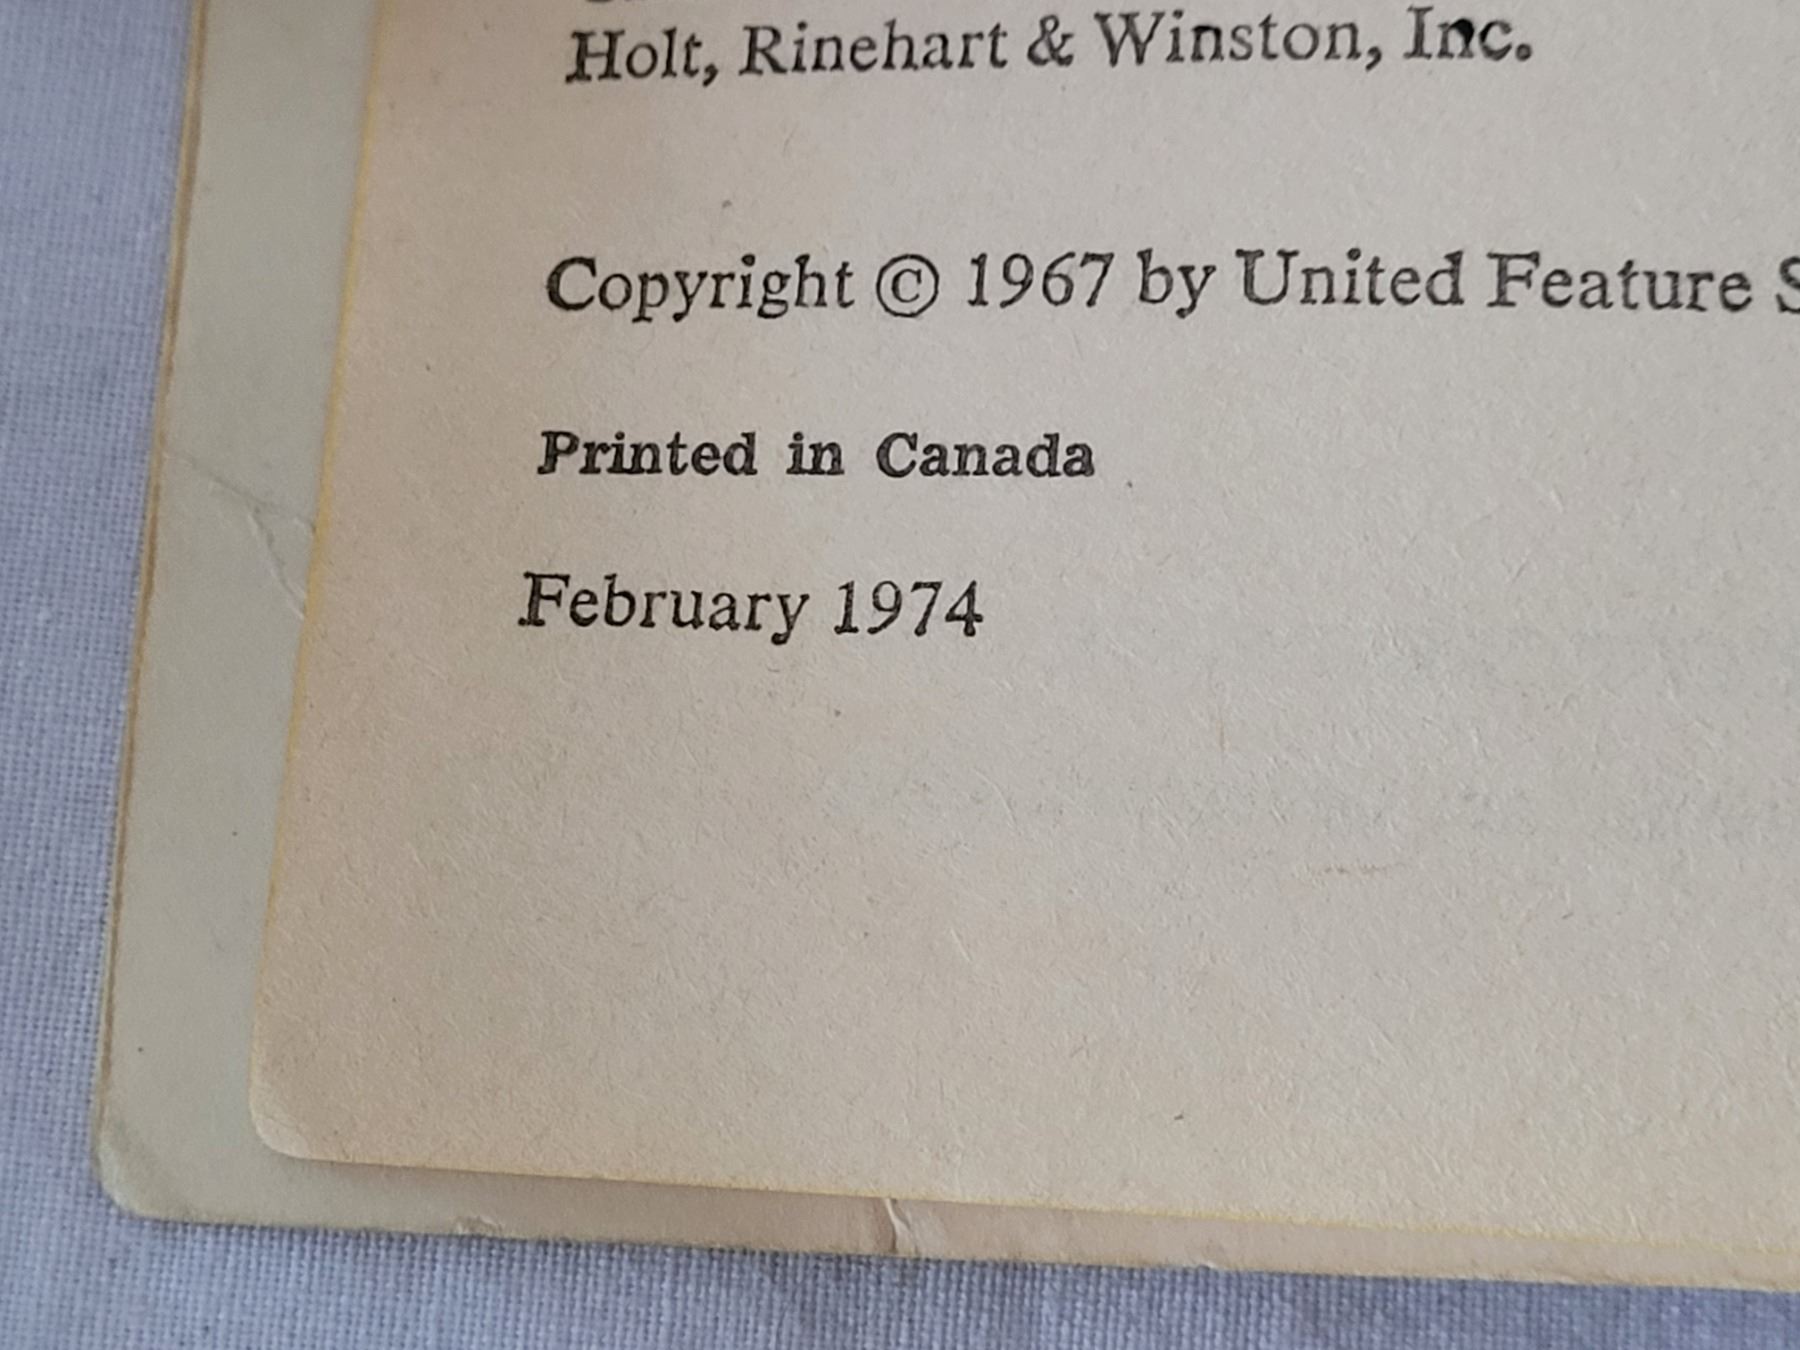 Holt, Rinehart & Winston, Inc.
Copyright © 1967 by United Feature
Printed in Canada
February 1974